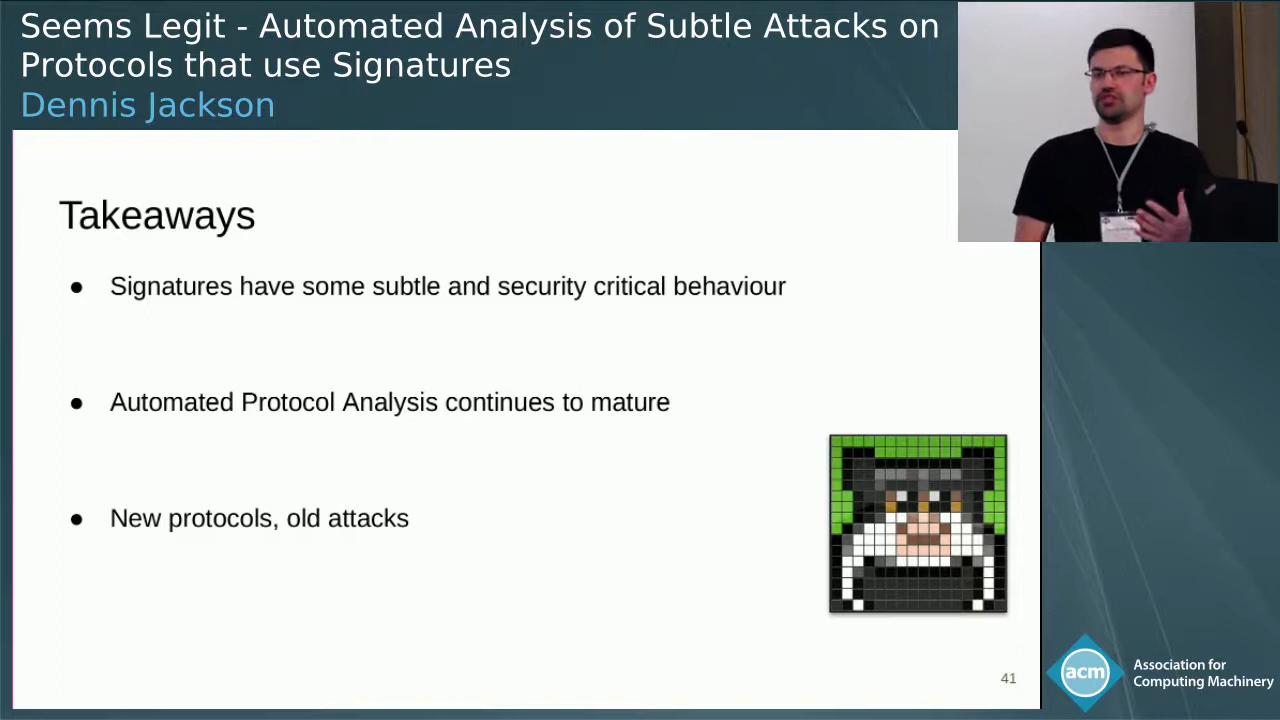 Seems Legit - Automated Analysis of Subtle Attacks on
Protocols that use Signatures
Dennis Jackson
Takeaways
● Signatures have some subtle and security critical behaviour
● Automated Protocol Analysis continues to mature
● New protocols, old attacks
41
acm
Association for
Computing Machinery